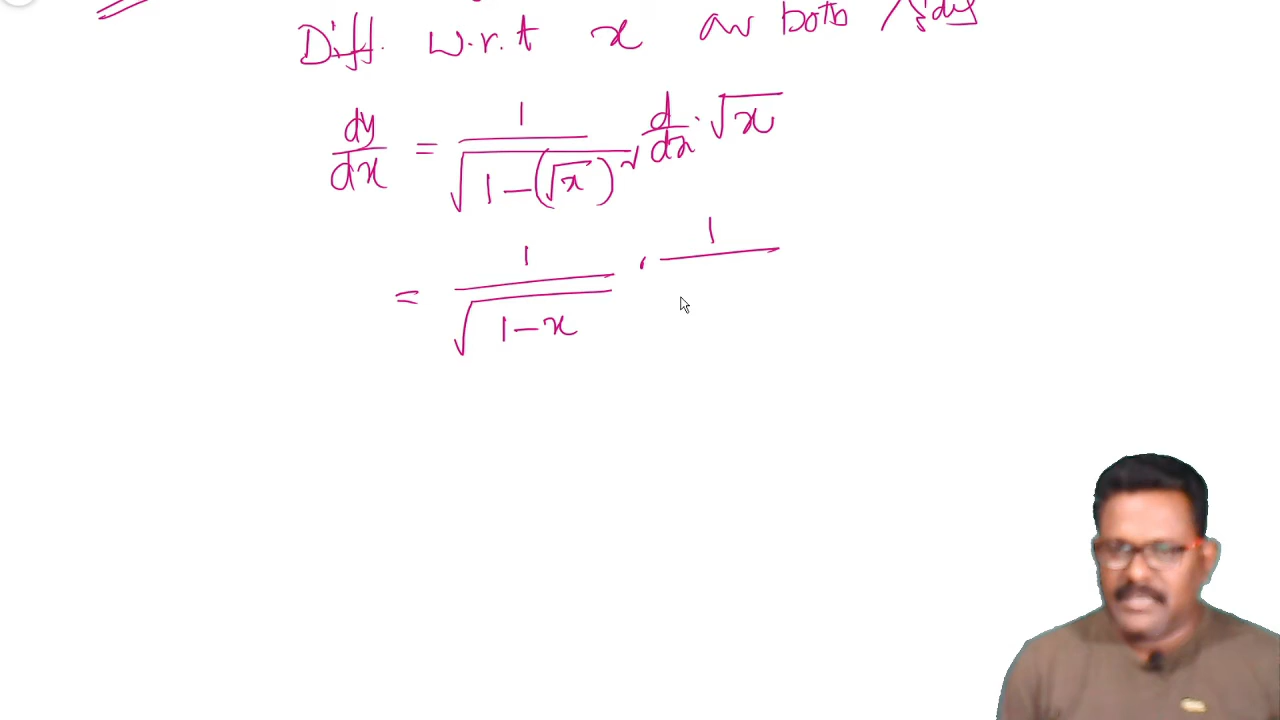 Diff. w.r.t x on both sides
dy/dx = 1/√(1-(√x)²) d/dx · √x
= 1/√(1-x) · 1/